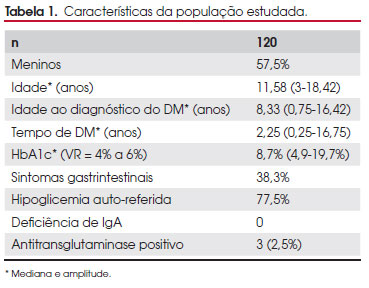 Tabela 1. Características da população estudada.
n 120
Meninos 57,5%
Idade* (anos) 11,58 (3-18,42)
Idade ao diagnóstico do DM* (anos) 8,33 (0,75-16,42)
Tempo de DM* (anos) 2,25 (0,25-16,75)
HbA1c* (VR = 4% a 6%) 8,7% (4,9-19,7%)
Sintomas gastrintestinais 38,3%
Hipoglicemia auto-referida 77,5%
Deficiência de IgA 0
Antitransglutaminase positivo 3 (2,5%)
* Mediana e amplitude.